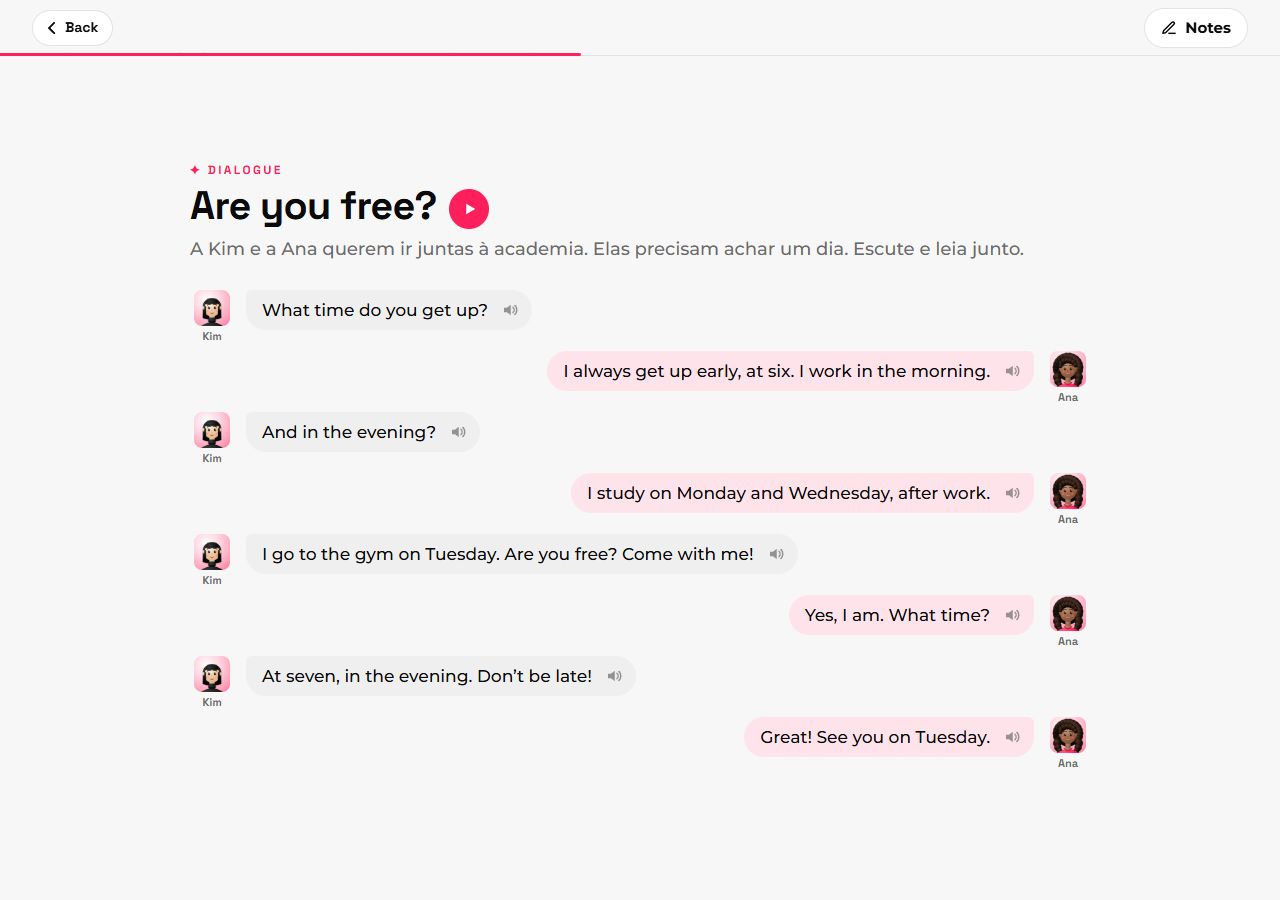 Back
Notes
DIALOGUE
Are you free?
A Kim e a Ana querem ir juntas à academia. Elas precisam achar um dia. Escute e leia junto.
What time do you get up?
Kim
I always get up early, at six. I work in the morning.
Ana
And in the evening?
Kim
I study on Monday and Wednesday, after work.
Ana
I go to the gym on Tuesday. Are you free? Come with me!
Kim
Yes, I am. What time?
Ana
At seven, in the evening. Don’t be late!
Kim
Great! See you on Tuesday.
Ana